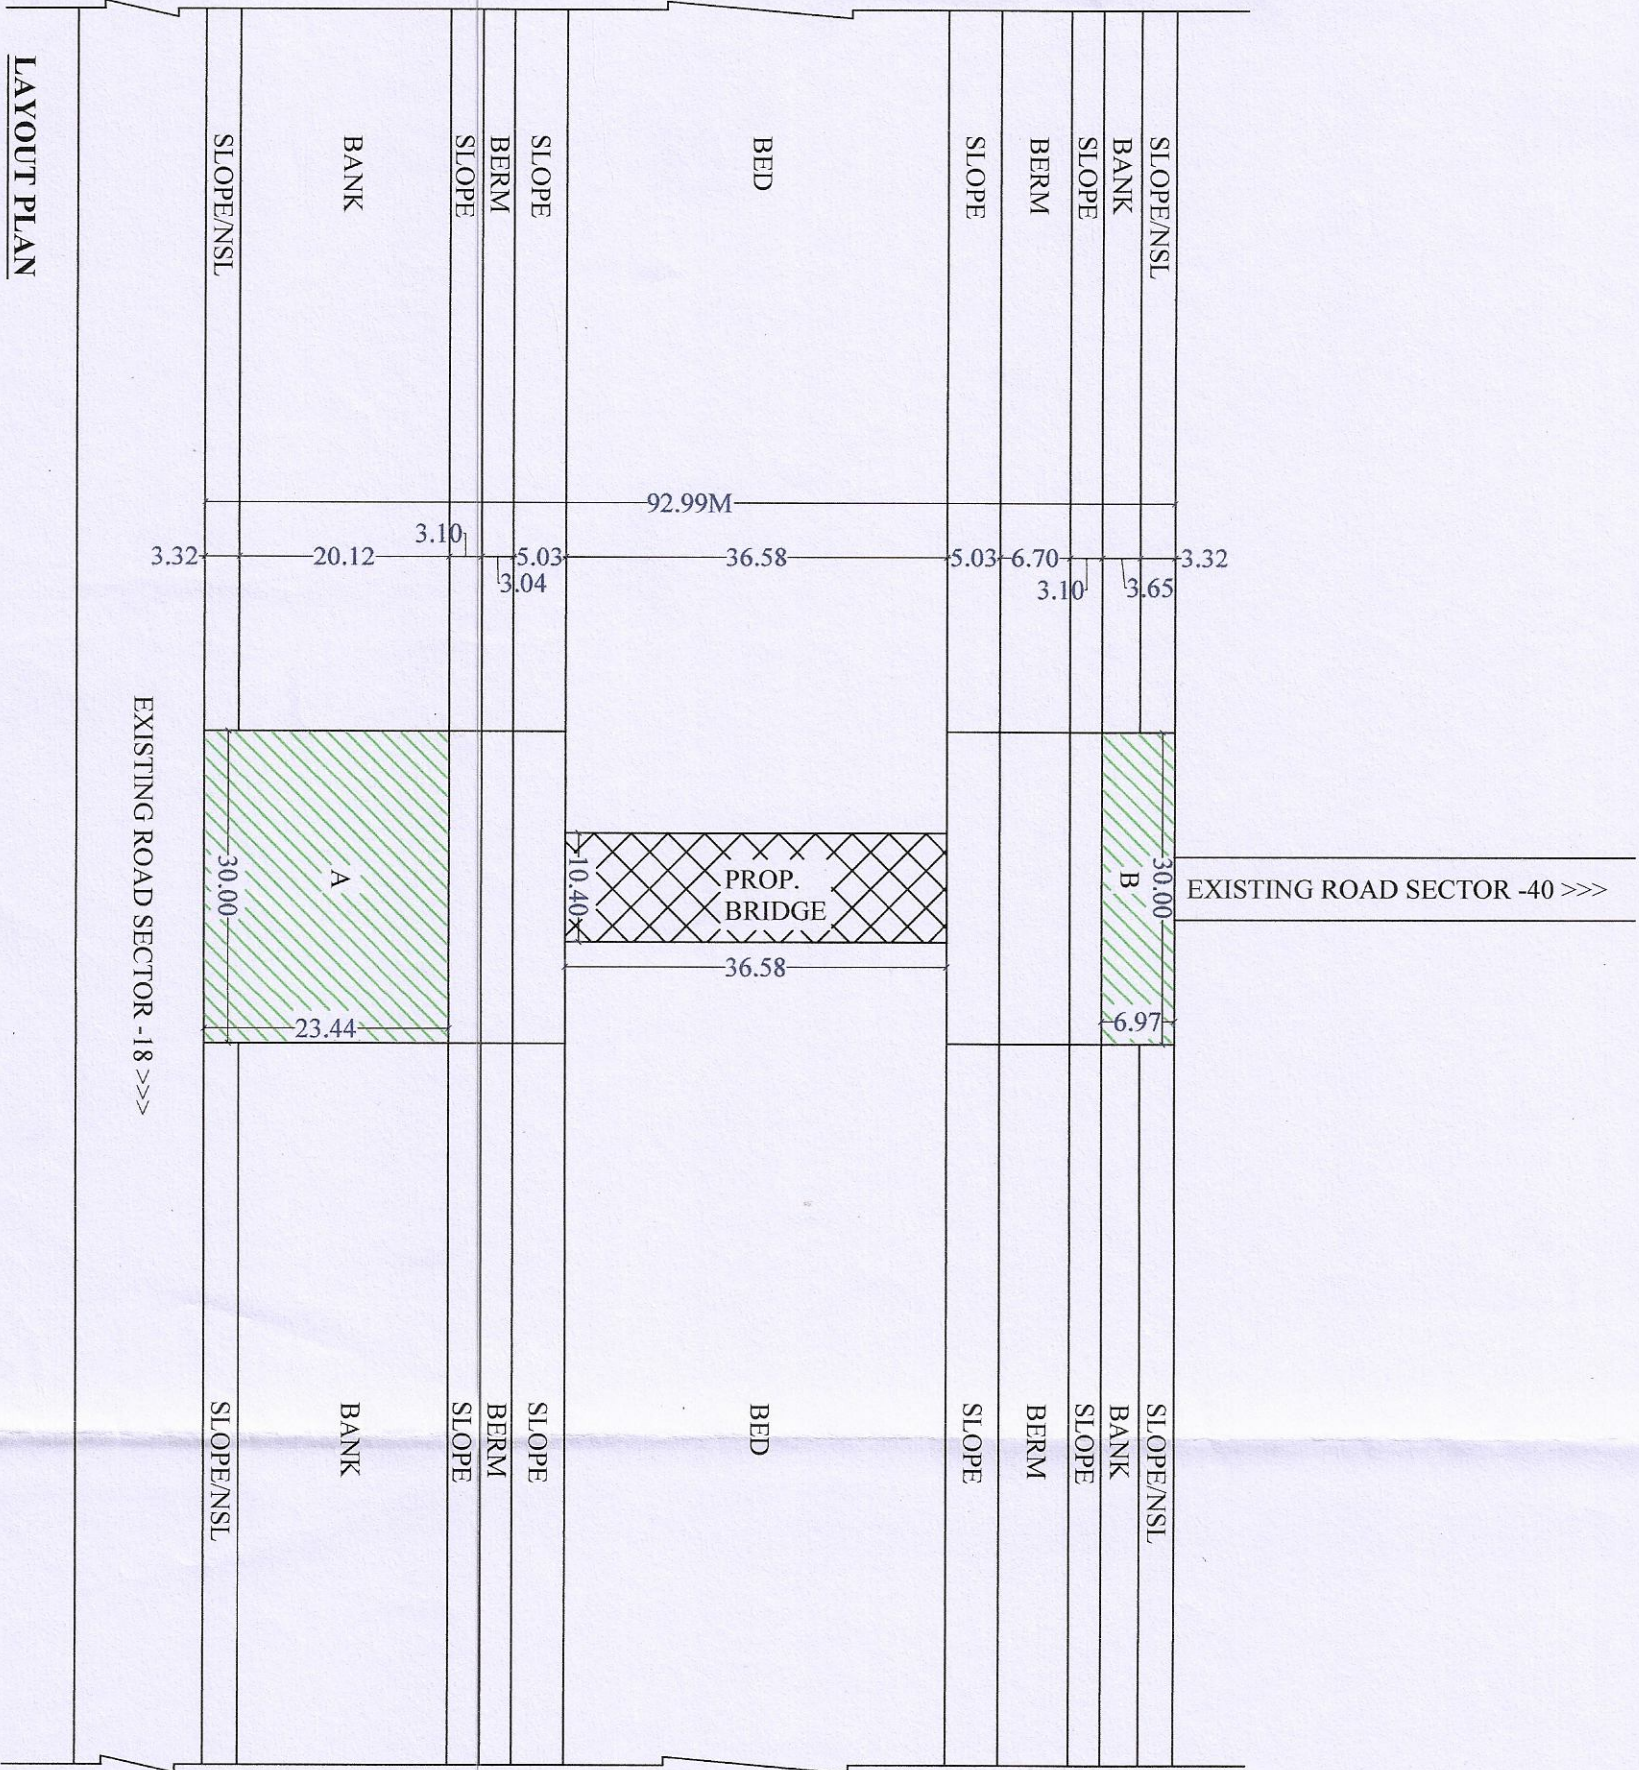 LAYOUT PLAN
SLOPE/NSL
BANK
SLOPE
BERM
SLOPE
BED
SLOPE
BERM
SLOPE
BANK
SLOPE/NSL
92.99M
3.32
20.12
3.10
3.04
5.03
36.58
5.03
6.70
3.10
3.65
3.32
EXISTING ROAD SECTOR -18 >>>
30.00
A
23.44
10.40
PROP.
BRIDGE
36.58
B
30.00
6.97
EXISTING ROAD SECTOR -40 >>>
SLOPE/NSL
BANK
SLOPE
BERM
SLOPE
BED
SLOPE
BERM
SLOPE
BANK
SLOPE/NSL